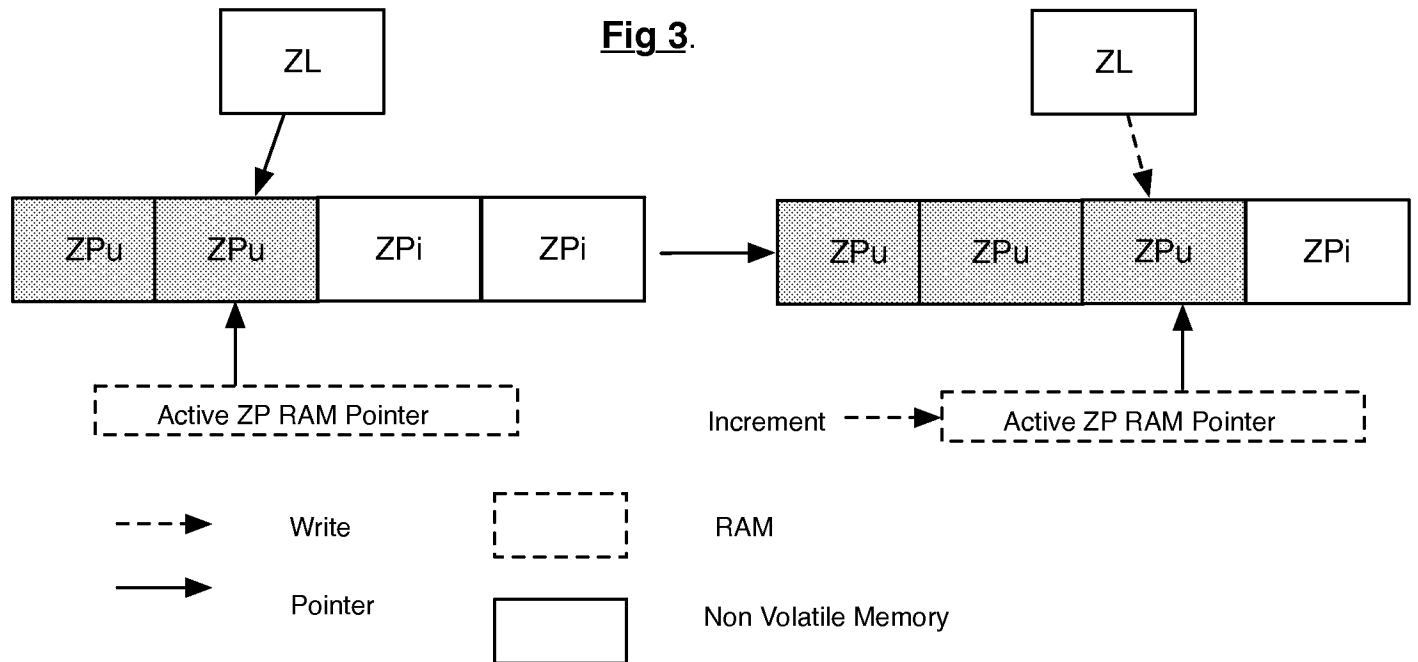 Fig 3.
ZL
ZL
ZPu ZPu ZPi ZPi
ZPu ZPu ZPu ZPi
Active ZP RAM Pointer
Increment
Active ZP RAM Pointer
Write
RAM
Pointer
Non Volatile Memory